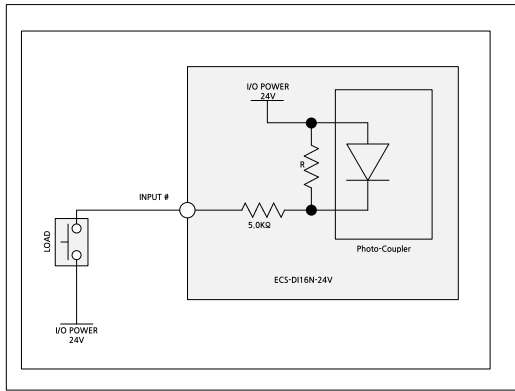 I/O POWER
24V
R
INPUT #
5,0KΩ
Photo-Coupler
LOAD
ECS-DI16N-24V
I/O POWER
24V